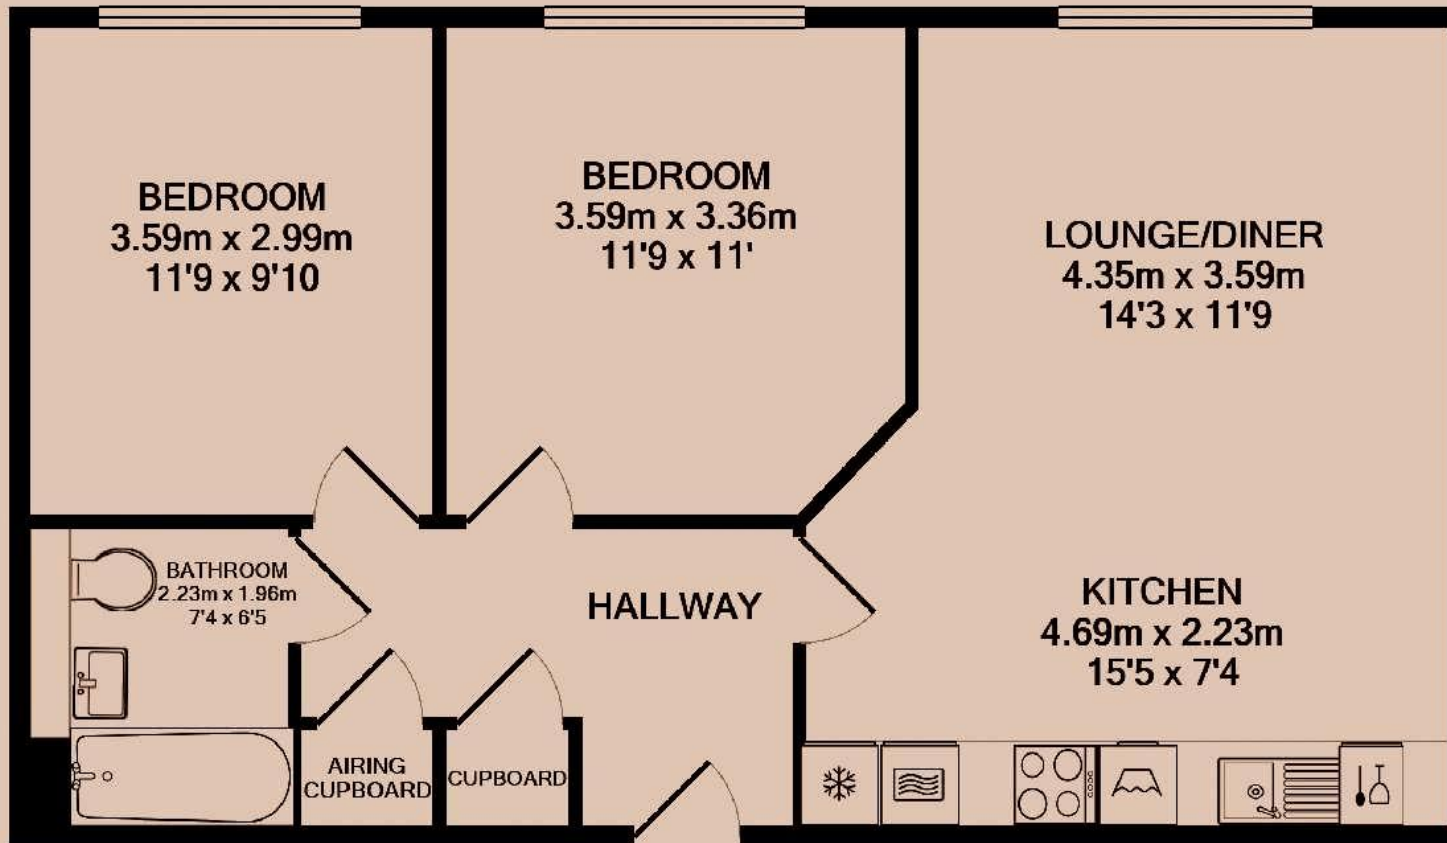 BEDROOM
3.59m x 2.99m
11'9 x 9'10
BEDROOM
3.59m x 3.36m
11'9 x 11'
LOUNGE/DINER
4.35m x 3.59m
14'3 x 11'9
BATHROOM
2.23m x 1.96m
7'4 x 6'5
HALLWAY
KITCHEN
4.69m x 2.23m
15'5 x 7'4
AIRING
CUPBOARD
CUPBOARD